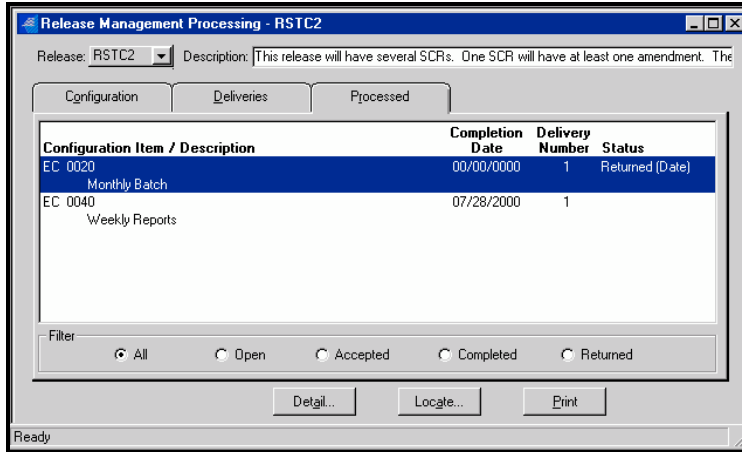 Release Management Processing - RSTC2
Release: RSTC2 Description: This release will have several SCRs. One SCR will have at least one amendment. The
Configuration Deliveries Processed
Completion Delivery
Configuration Item / Description Date Number Status
EC 0020 00/00/0000 1 Returned (Date)
Monthly Batch
EC 0040 07/28/2000 1
Weekly Reports
Filter
All Open Accepted Completed Returned
Detail... Locate... Print
Ready